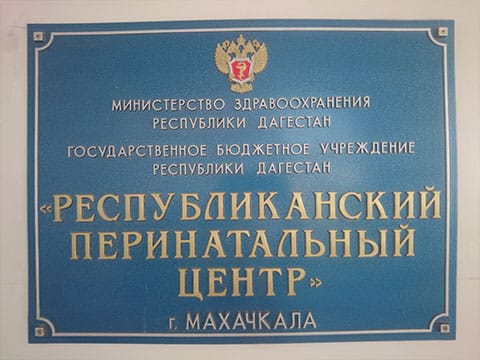 МИНИСТЕРСТВО ЗДРАВООХРАНЕНИЯ
РЕСПУБЛИКИ ДАГЕСТАН
ГОСУДАРСТВЕННОЕ БЮДЖЕТНОЕ УЧРЕЖДЕНИЕ
РЕСПУБЛИКИ ДАГЕСТАН
«РЕСПУБЛИКАНСКИЙ
ПЕРИНАТАЛЬНЫЙ
ЦЕНТР»
г. МАХАЧКАЛА